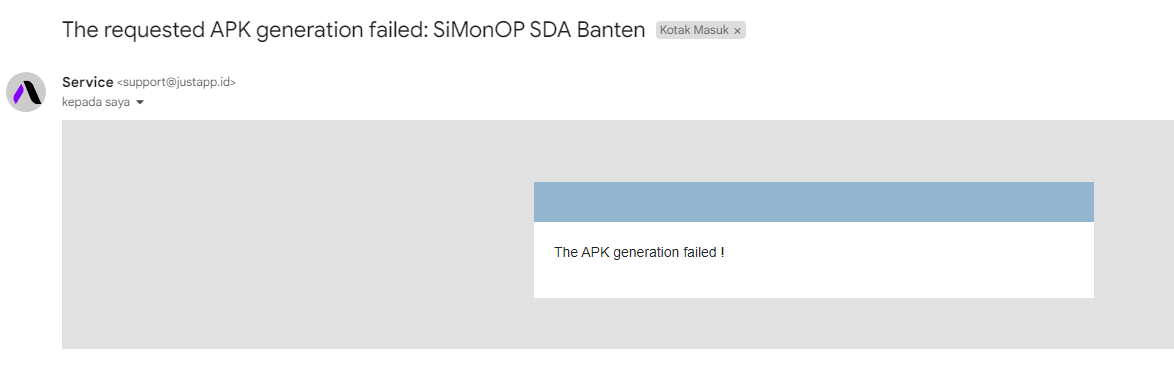 The requested APK generation failed: SiMonOP SDA Banten Kotak Masuk ×
Service <support@justapp.id>
kepada saya
The APK generation failed !